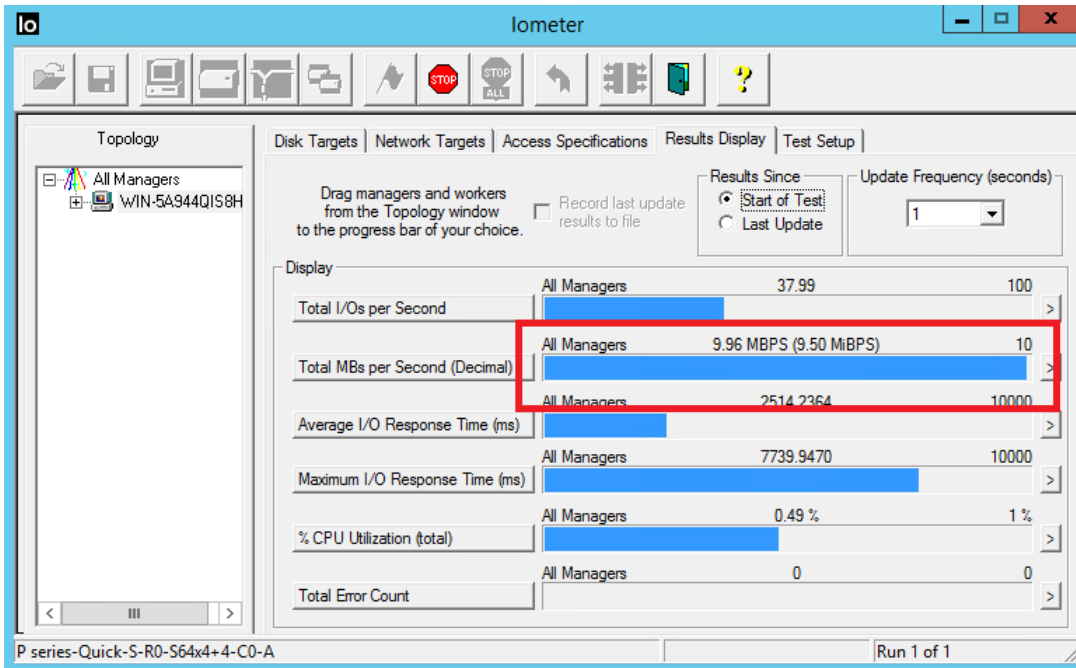 Io Iometer
STOP STOP ALL ?
Topology
All Managers
WIN-5A944QIS8H
Disk Targets Network Targets Access Specifications Results Display Test Setup
Drag managers and workers
from the Topology window
to the progress bar of your choice.
Record last update
results to file
Results Since
Start of Test
Last Update
Update Frequency (seconds)
1
Display
All Managers 37.99 100
Total I/Os per Second >
All Managers 9.96 MBPS (9.50 MiBPS) 10
Total MBs per Second (Decimal) >
All Managers 2514.2364 10000
Average I/O Response Time (ms) >
All Managers 7739.9470 10000
Maximum I/O Response Time (ms) >
All Managers 0.49 % 1 %
% CPU Utilization (total) >
All Managers 0 0
Total Error Count >
P series-Quick-S-R0-S64x4+4-C0-A Run 1 of 1